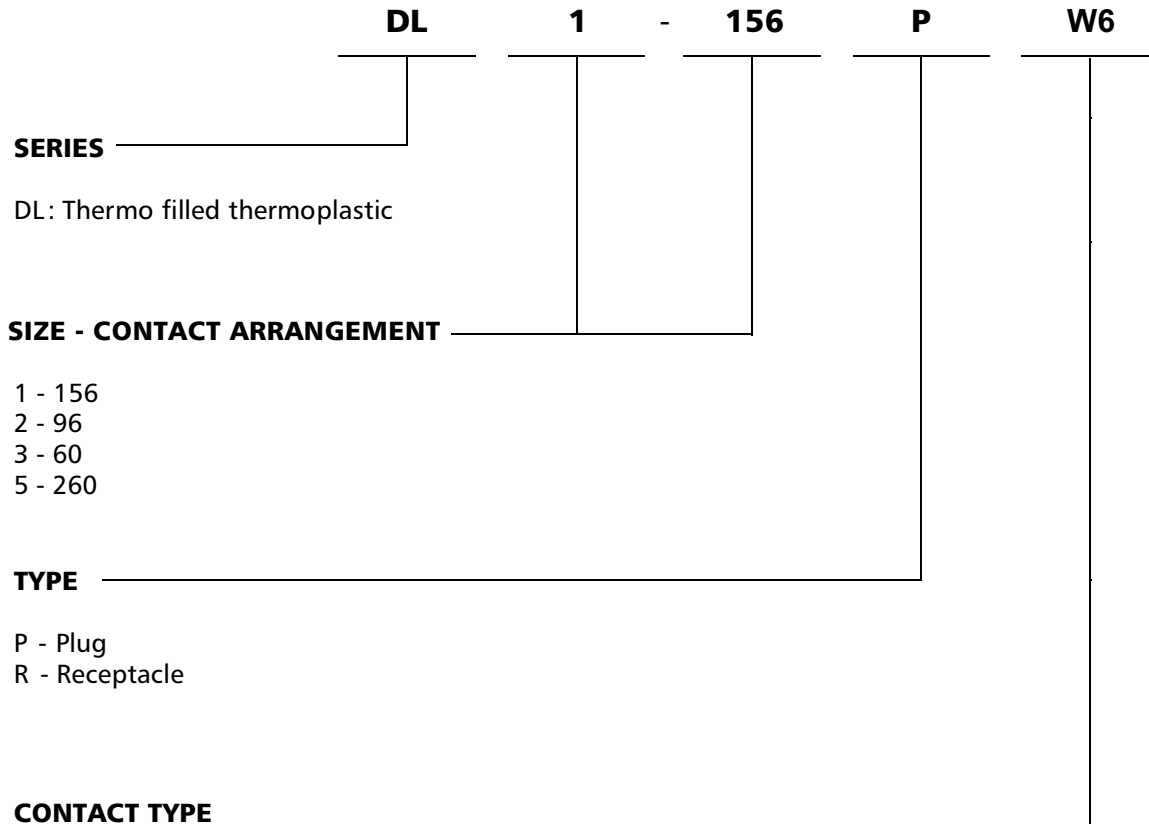 DL 1 - 156 P W6
SERIES
DL: Thermo filled thermoplastic
SIZE - CONTACT ARRANGEMENT
1 - 156
2 - 96
3 - 60
5 - 260
TYPE
P - Plug
R - Receptacle
CONTACT TYPE